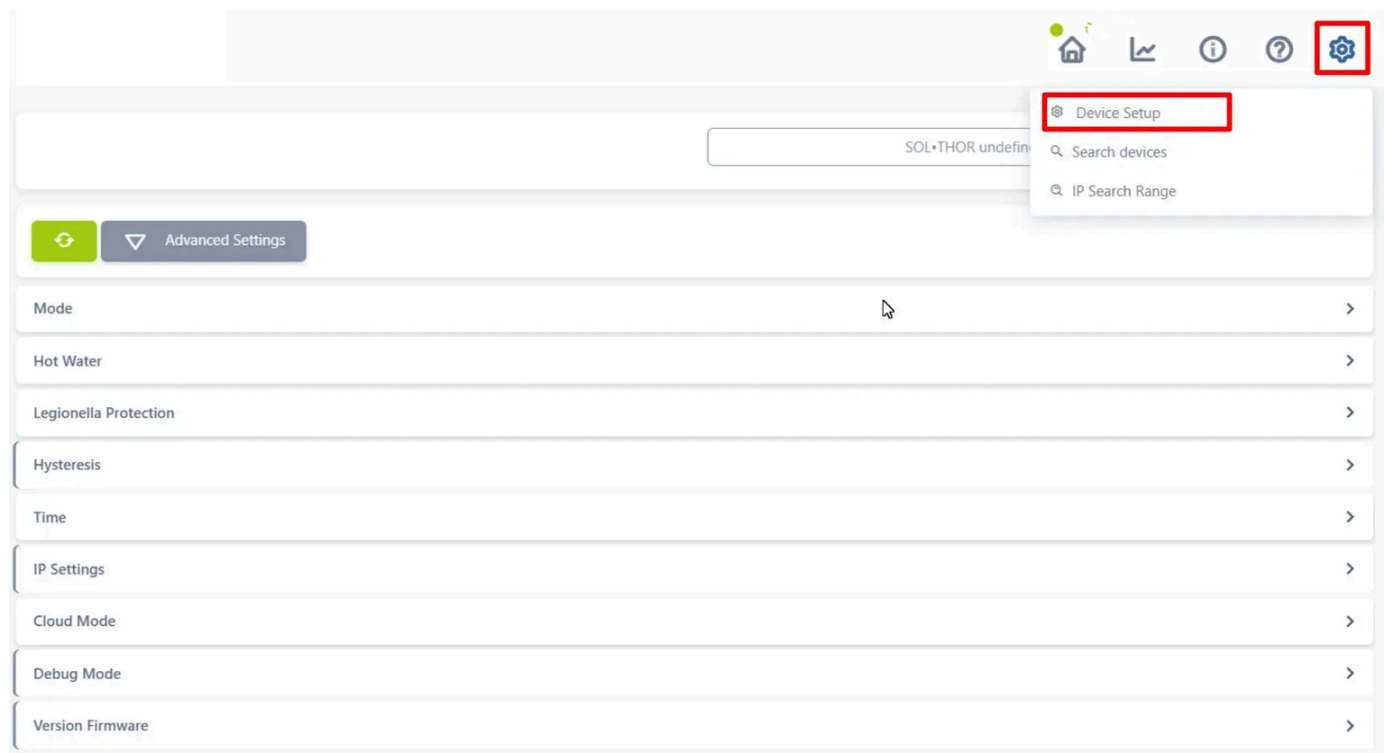 Device Setup
SOL•THOR undefin
Search devices
IP Search Range
Advanced Settings
Mode
Hot Water
Legionella Protection
Hysteresis
Time
IP Settings
Cloud Mode
Debug Mode
Version Firmware